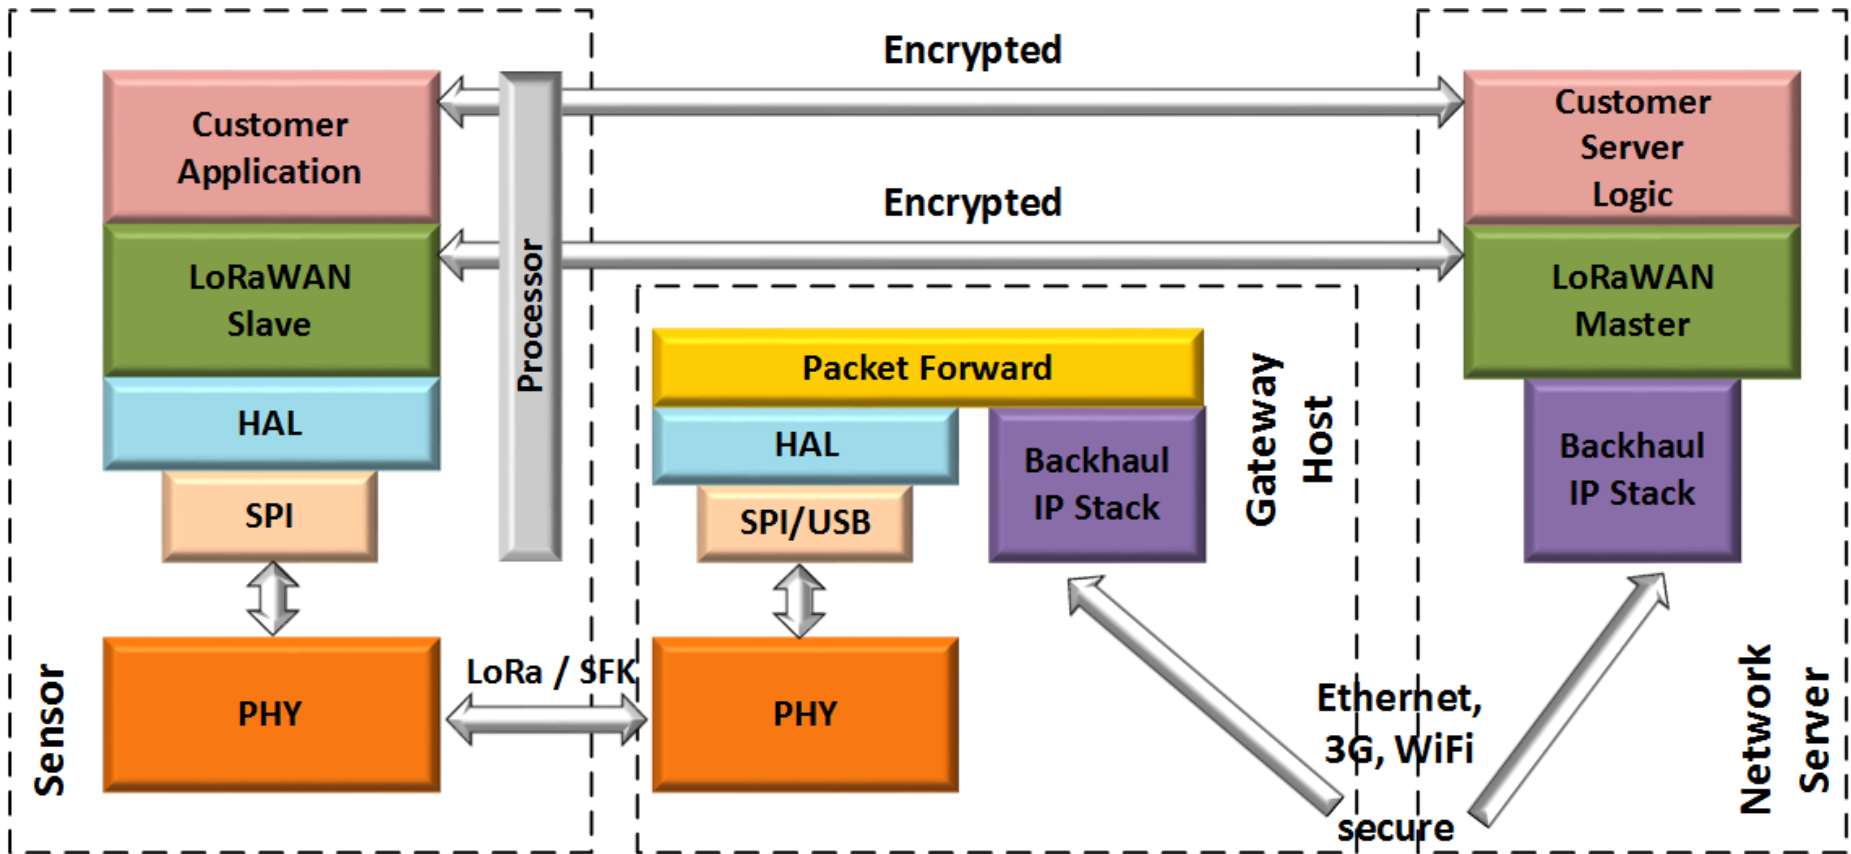 Encrypted
Customer
Application
Customer
Server
Logic
Encrypted
LoRaWAN
Slave
Processor
LoRaWAN
Master
Packet Forward
HAL
HAL
Backhaul
IP Stack
Gateway
Host
Backhaul
IP Stack
SPI
SPI/USB
LoRa / SFK
PHY
PHY
Sensor
Ethernet,
3G, WiFi
secure
Network
Server